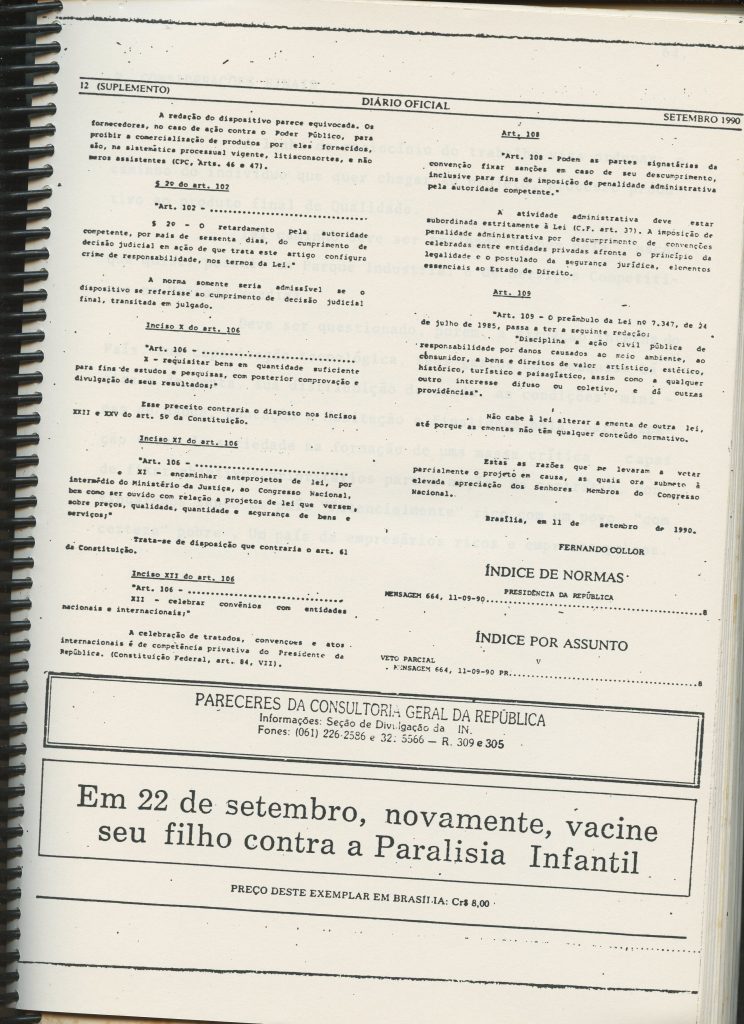 12 (SUPLEMENTO)
DIÁRIO OFICIAL
SETEMBRO 1990
A redação do dispositivo parece equivocada. Os
fornecedores, no caso de ação contra o Poder Público, para
proibir a comercialização de produtos por eles fornecidos,
são, na sistemática processual vigente, litisconsortes, e não
meros assistentes (CPC, arts. 46 e 47).
§ 2º do art. 102
"Art. 102 - ...................................
§ 2º - O retardamento pela autoridade
competente, por mais de sessenta dias, do cumprimento de
decisão judicial em ação de que trata este artigo configura
crime de responsabilidade, nos termos da Lei."
A norma somente seria admissível se o
dispositivo se referisse ao cumprimento de decisão judicial
final, transitada em julgado.
Inciso X do art. 106
"Art. 106 - ...................................
X - requisitar bens em quantidade suficiente
para fins de estudos e pesquisas, com posterior comprovação e
divulgação de seus resultados;"
Esse preceito contraria o disposto nos incisos
XXII e XXV do art. 5º da Constituição.
Inciso XI do art. 106
"Art. 106 - ...................................
XI - encaminhar anteprojetos de lei, por
intermédio do Ministério da Justiça, ao Congresso Nacional,
bem como ser ouvido com relação a projetos de lei que versem
sobre preços, qualidade, quantidade e segurança de bens e
serviços;"
Trata-se de disposição que contraria o art. 61
da Constituição.
Inciso XII do art. 106
"Art. 106 - ...................................
XII - celebrar convênios com entidades
nacionais e internacionais;"
A celebração de tratados, convenções e atos
internacionais é de competência privativa do Presidente da
República. (Constituição Federal, art. 84, VII).
Art. 108
"Art. 108 - Podem as partes signatárias da
convenção fixar sanções em caso de seu descumprimento,
inclusive para fins de imposição de penalidade administrativa
pela autoridade competente."
A atividade administrativa deve estar
subordinada estritamente à Lei (C.F. art. 37). A imposição de
penalidade administrativa por descumprimento de convenções
celebradas entre entidades privadas afronta o princípio da
legalidade e o postulado da segurança jurídica, elementos
essenciais ao Estado de Direito.
Art. 109
"Art. 109 - O preâmbulo da Lei nº 7.347, de 24
de julho de 1985, passa a ter a seguinte redação:
"Disciplina a ação civil pública de
responsabilidade por danos causados ao meio ambiente, ao
consumidor, a bens e direitos de valor artístico, estético,
histórico, turístico e paisagístico, assim como a qualquer
outro interesse difuso ou coletivo, e dá outras
providências".
Não cabe à lei alterar a ementa de outra lei,
até porque as ementas não têm qualquer conteúdo normativo.
Estas as razões que me levaram a vetar
parcialmente o projeto em causa, as quais ora submeto à
elevada apreciação dos Senhores Membros do Congresso
Nacional.
Brasília, em 11 de setembro de 1990.
FERNANDO COLLOR
ÍNDICE DE NORMAS
PRESIDÊNCIA DA REPÚBLICA
MENSAGEM 664, 11-09-90.......................................................8
ÍNDICE POR ASSUNTO
VETO PARCIAL
MENSAGEM 664, 11-09-90 PR..................................................8
PARECERES DA CONSULTORIA GERAL DA REPÚBLICA
Informações: Seção de Divulgação da IN.
Fones: (061) 226-2586 e 321 5566 — R. 309 e 305
Em 22 de setembro, novamente, vacine
seu filho contra a Paralisia Infantil
PREÇO DESTE EXEMPLAR EM BRASÍLIA: Cr$ 8,00